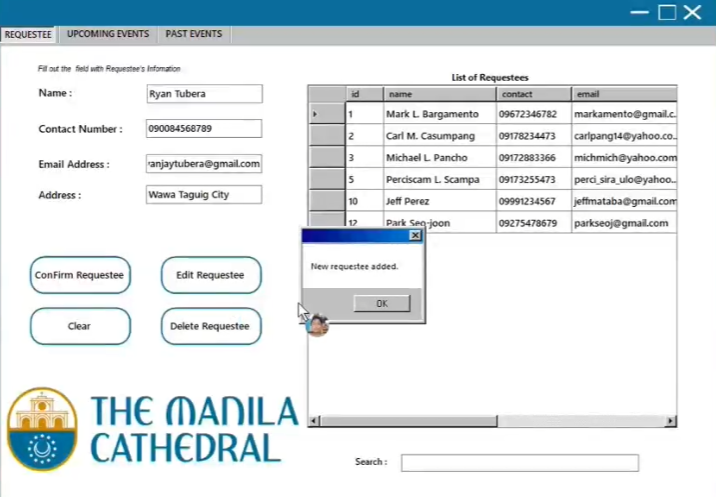 REQUESTEE UPCOMING EVENTS PAST EVENTS
Fill out the field with Requestee's Infomation
Name : Ryan Tubera
Contact Number : 090084568789
Email Address : ranjaytubera@gmail.com
Address : Wawa Taguig City
ConFirm Requestee Edit Requestee
Clear Delete Requestee
THE MANILA
CATHEDRAL
List of Requestees
id name contact email
1 Mark L. Bargamento 09672346782 markamento@gmail.c..
2 Carl M. Casumpang 09178234473 carlpang14@yahoo.co..
3 Michael L. Pancho 09172883366 michmich@yahoo.com
5 Perciscam L. Scampa 09173255473 perci_sira_ulo@yahoo...
10 Jeff Perez 09991234567 jeffmataba@gmail.com
12 Park Seo-joon 09275478679 parkseoj@gmail.com
New requestee added.
OK
Search :